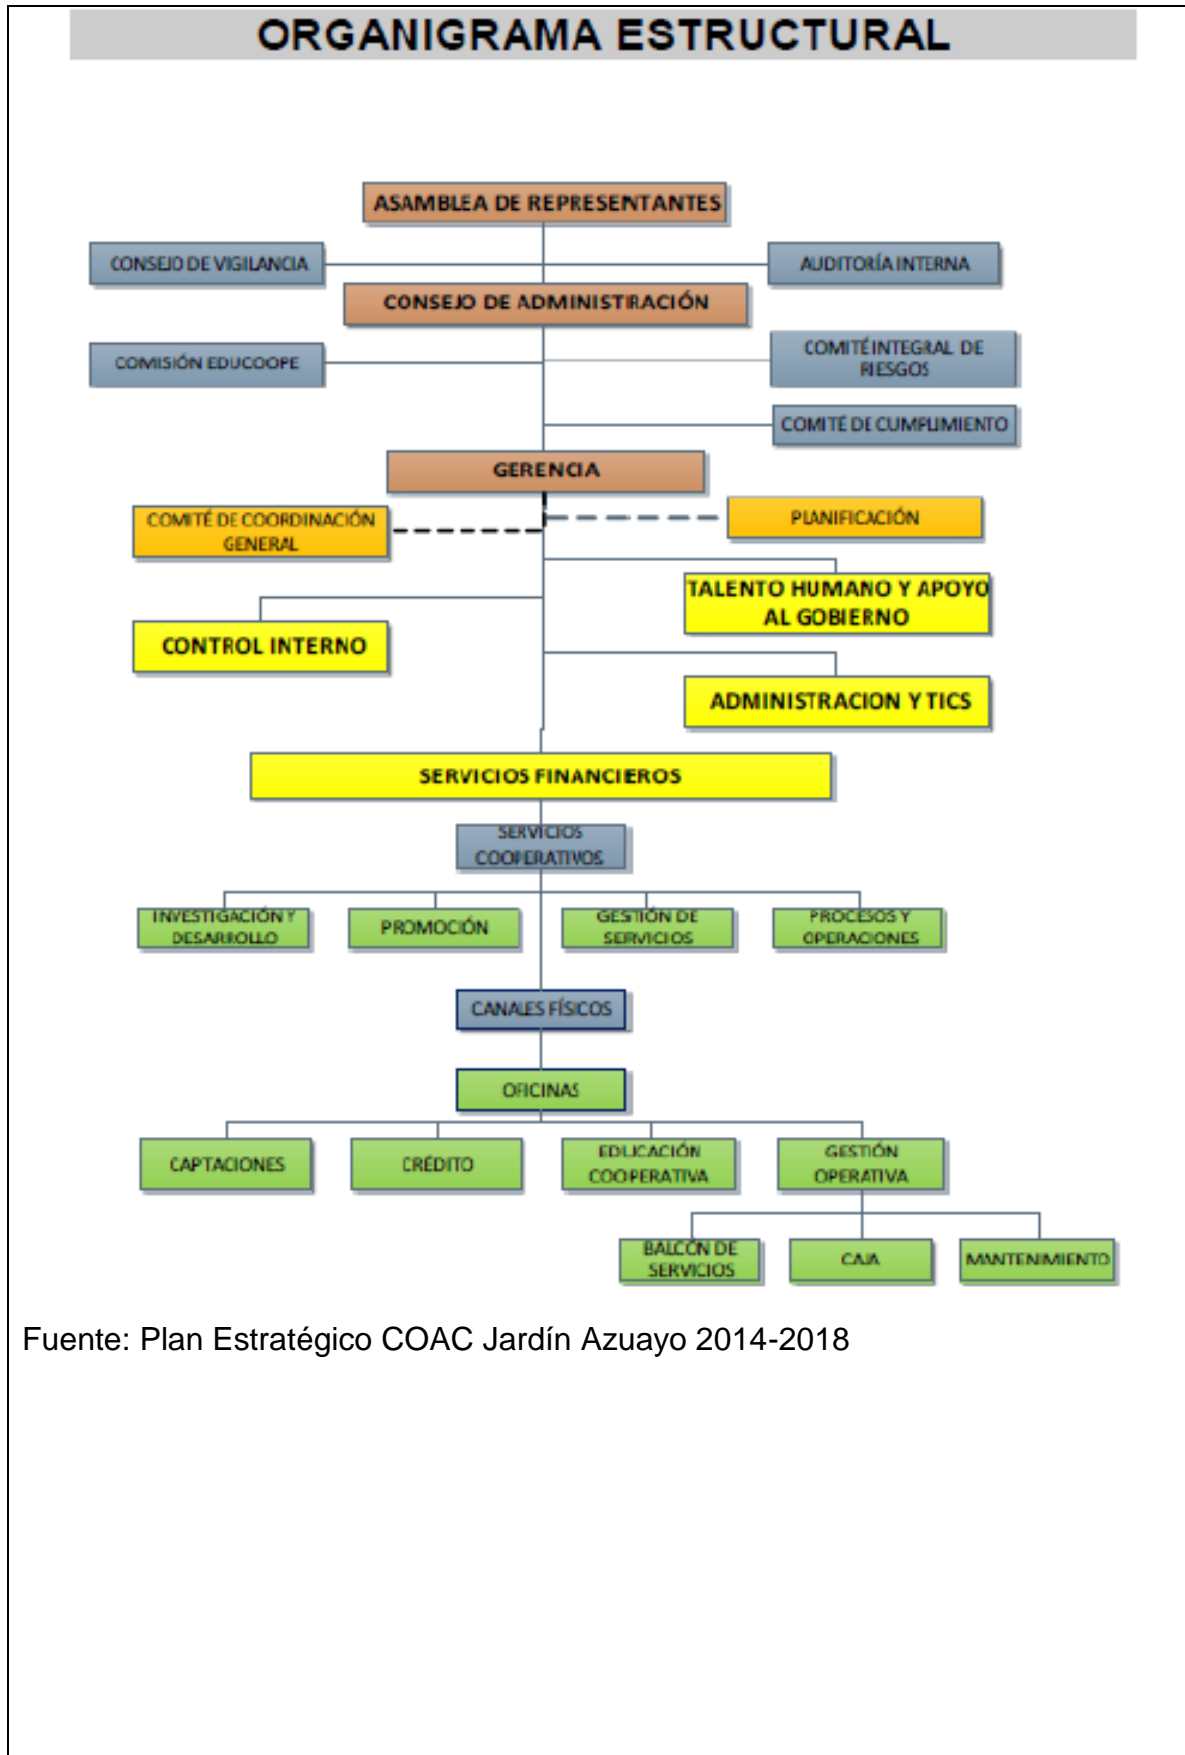 ORGANIGRAMA ESTRUCTURAL
ASAMBLEA DE REPRESENTANTES
CONSEJO DE VIGILANCIA
AUDITORÍA INTERNA
CONSEJO DE ADMINISTRACIÓN
COMISIÓN EDUCOOPE
COMITÉ INTEGRAL DE
RIESGOS
COMITÉ DE CUMPLIMIENTO
GERENCIA
COMITÉ DE COORDINACIÓN
GENERAL
PLANIFICACIÓN
TALENTO HUMANO Y APOYO
AL GOBIERNO
CONTROL INTERNO
ADMINISTRACION Y TICS
SERVICIOS FINANCIEROS
SERVICIOS
COOPERATIVOS
INVESTIGACIÓN Y
DESARROLLO
PROMOCIÓN
GESTIÓN DE
SERVICIOS
PROCESOS Y
OPERACIONES
CANALES FÍSICOS
OFICINAS
CAPTACIONES
CRÉDITO
EDUCACIÓN
COOPERATIVA
GESTIÓN
OPERATIVA
BALCÓN DE
SERVICIOS
CAJA
MANTENIMIENTO
Fuente: Plan Estratégico COAC Jardín Azuayo 2014-2018